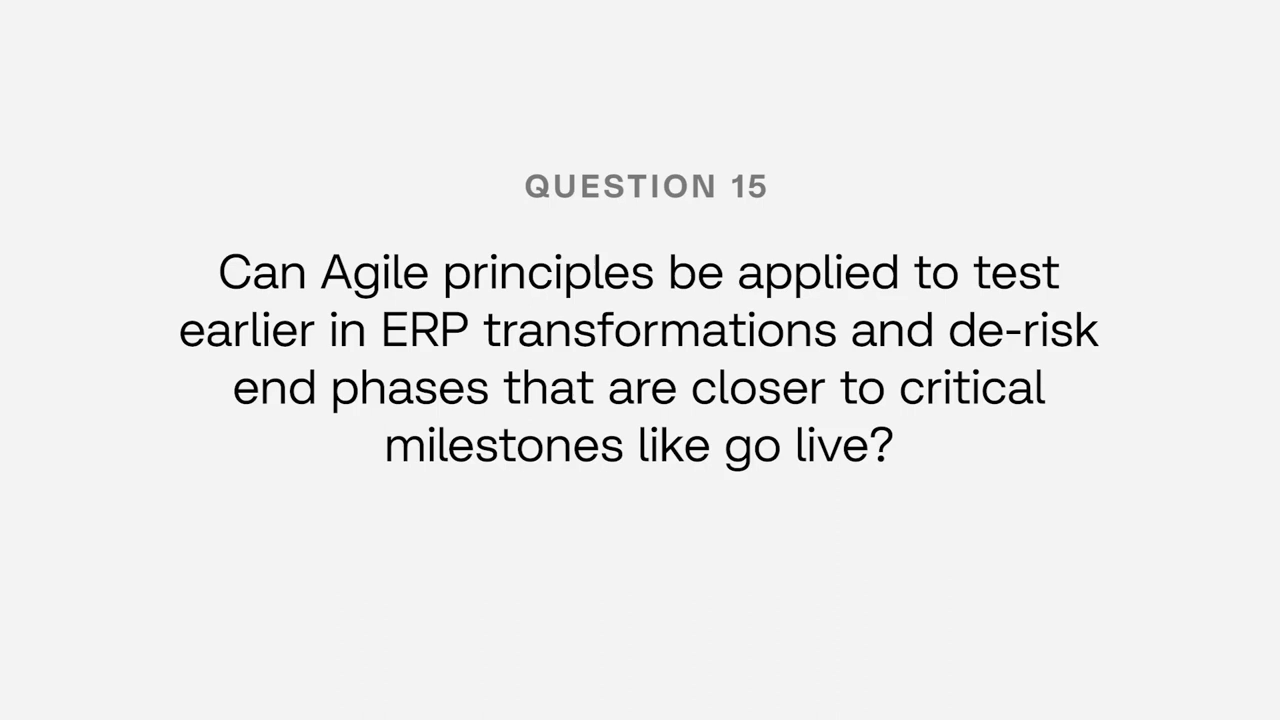 QUESTION 15
Can Agile principles be applied to test
earlier in ERP transformations and de-risk
end phases that are closer to critical
milestones like go live?